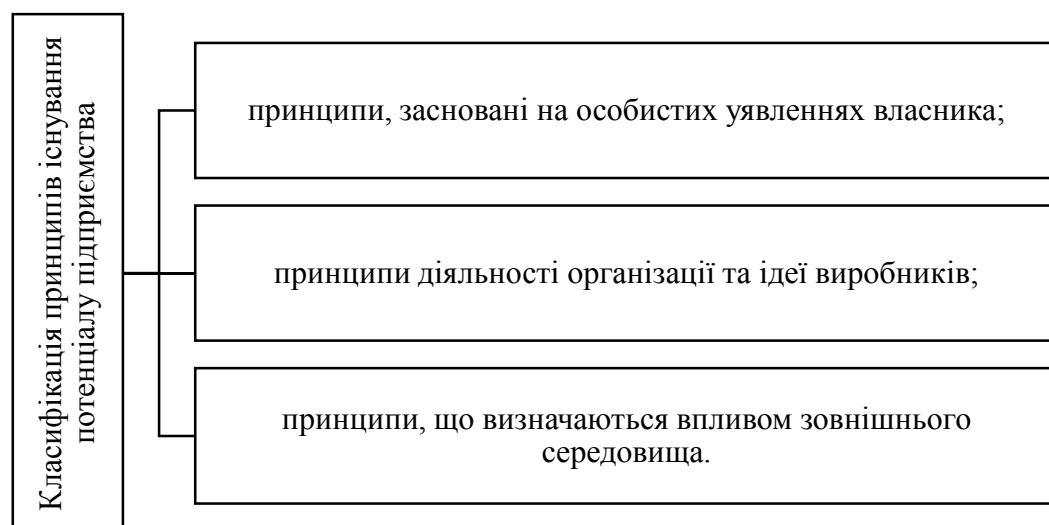 Класифікація принципів існування
потенціалу підприємства
принципи, засновані на особистих уявленнях власника;
принципи діяльності організації та ідеї виробників;
принципи, що визначаються впливом зовнішнього
середовища.